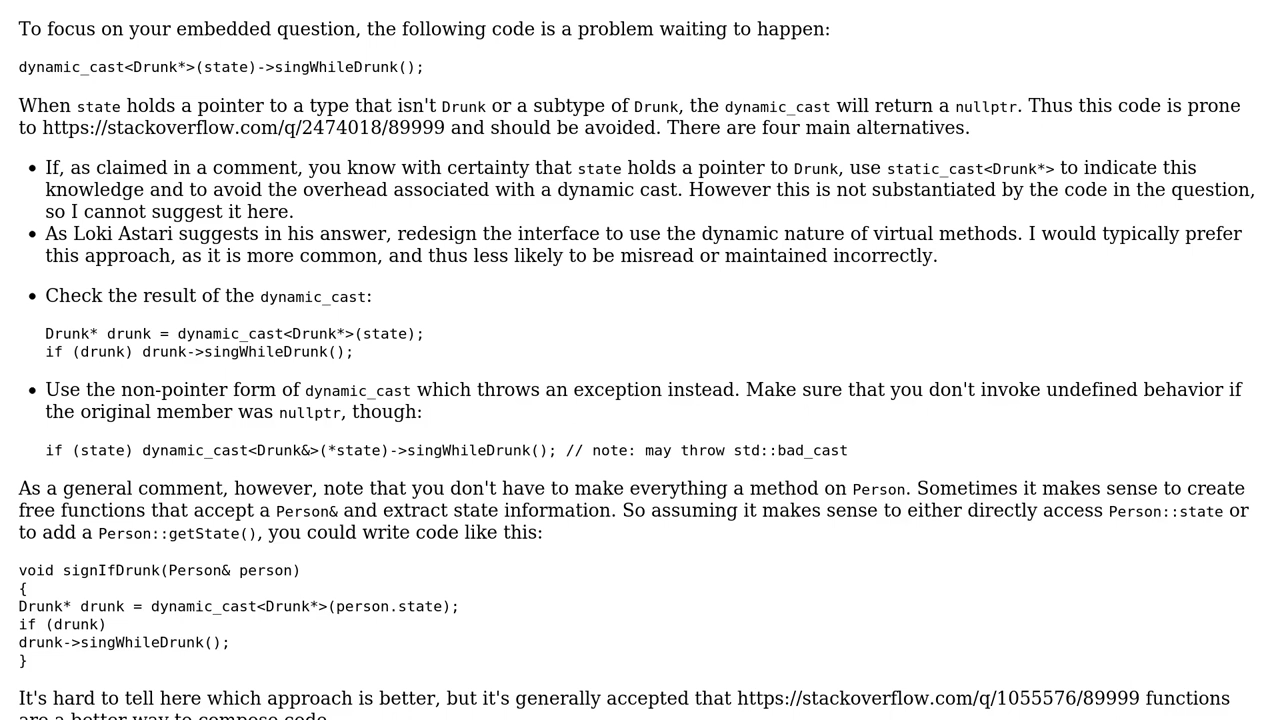 To focus on your embedded question, the following code is a problem waiting to happen:
dynamic_cast<Drunk*>(state)->singWhileDrunk();
When state holds a pointer to a type that isn't Drunk or a subtype of Drunk, the dynamic_cast will return a nullptr. Thus this code is prone
to https://stackoverflow.com/q/2474018/89999 and should be avoided. There are four main alternatives.
• If, as claimed in a comment, you know with certainty that state holds a pointer to Drunk, use static_cast<Drunk*> to indicate this
knowledge and to avoid the overhead associated with a dynamic cast. However this is not substantiated by the code in the question,
so I cannot suggest it here.
• As Loki Astari suggests in his answer, redesign the interface to use the dynamic nature of virtual methods. I would typically prefer
this approach, as it is more common, and thus less likely to be misread or maintained incorrectly.
• Check the result of the dynamic_cast:
Drunk* drunk = dynamic_cast<Drunk*>(state);
if (drunk) drunk->singWhileDrunk();
• Use the non-pointer form of dynamic_cast which throws an exception instead. Make sure that you don't invoke undefined behavior if
the original member was nullptr, though:
if (state) dynamic_cast<Drunk&>(*state)->singWhileDrunk(); // note: may throw std::bad_cast
As a general comment, however, note that you don't have to make everything a method on Person. Sometimes it makes sense to create
free functions that accept a Person& and extract state information. So assuming it makes sense to either directly access Person::state or
to add a Person::getState(), you could write code like this:
void signIfDrunk(Person& person)
{
Drunk* drunk = dynamic_cast<Drunk*>(person.state);
if (drunk)
drunk->singWhileDrunk();
}
It's hard to tell here which approach is better, but it's generally accepted that https://stackoverflow.com/q/1055576/89999 functions
are a better way to compose code.